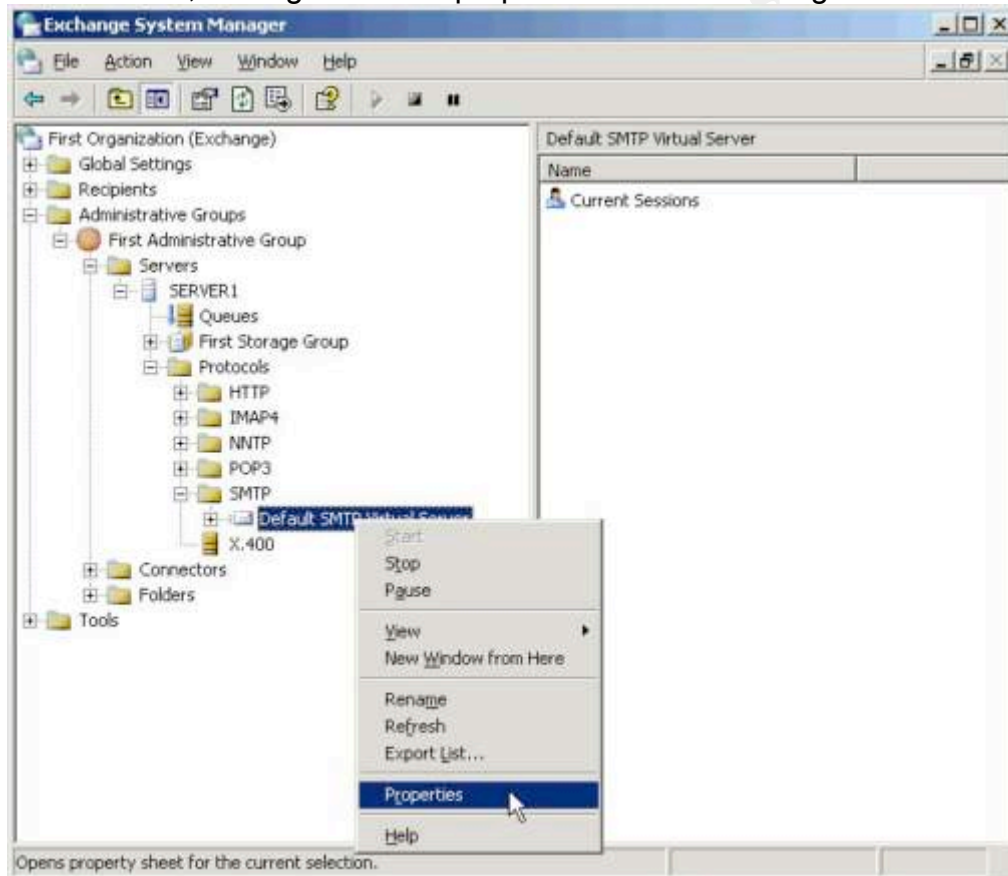 Exchange System Manager
File Action View Window Help
First Organization (Exchange)
Global Settings
Recipients
Administrative Groups
First Administrative Group
Servers
SERVER1
Queues
First Storage Group
Protocols
HTTP
IMAP4
NNTP
POP3
SMTP
Default SMTP Virtual Server
X.400
Connectors
Folders
Tools
Default SMTP Virtual Server
Name
Current Sessions
Start
Stop
Pause
View
New Window from Here
Rename
Refresh
Export List...
Properties
Help
Opens property sheet for the current selection.